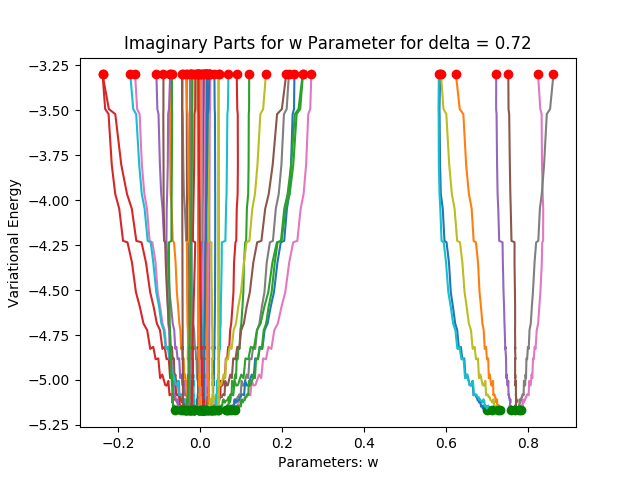 Imaginary Parts for w Parameter for delta = 0.72
Variational Energy
−3.25
−3.50
−3.75
−4.00
−4.25
−4.50
−4.75
−5.00
−5.25
−0.2 0.0 0.2 0.4 0.6 0.8
Parameters: w